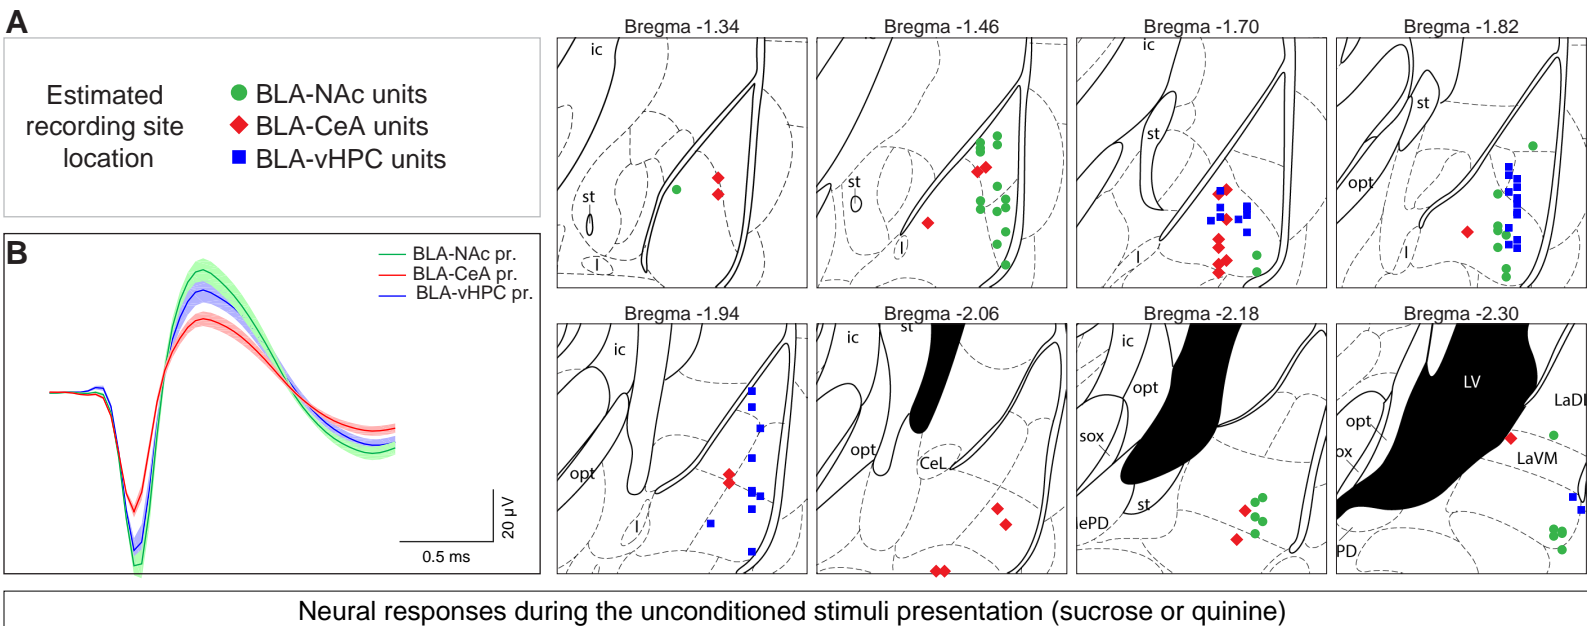 A
Estimated
recording site
location
BLA-NAc units
BLA-CeA units
BLA-vHPC units
Bregma -1.34
ic
st
I
Bregma -1.46
ic
st
I
Bregma -1.70
ic
st
I
Bregma -1.82
st
opt
I
B
BLA-NAc pr.
BLA-CeA pr.
BLA-vHPC pr.
20 µV
0.5 ms
Bregma -1.94
ic
opt
I
Bregma -2.06
st
ic
opt
CeL
Bregma -2.18
ic
opt
sox
st
ePD
Bregma -2.30
LV
LaDl
opt
ox
LaVM
PD
Neural responses during the unconditioned stimuli presentation (sucrose or quinine)